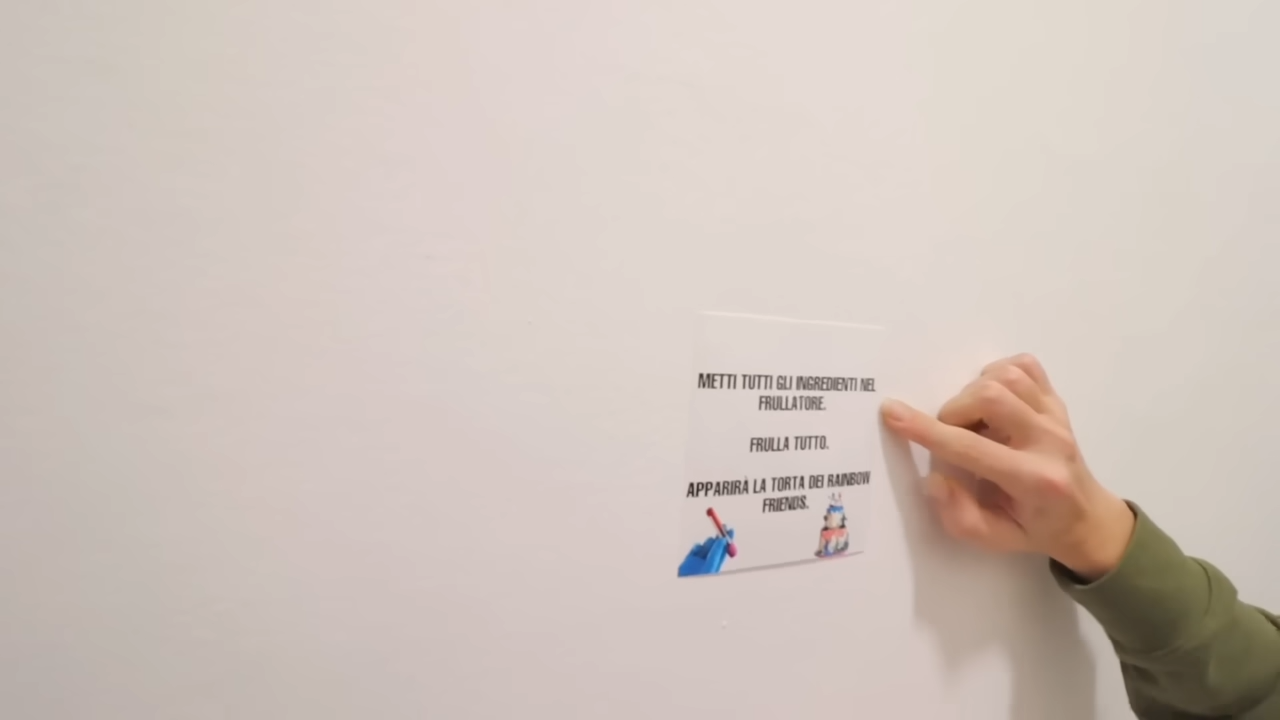 METTI TUTTI GLI INGREDIENTI NEL
FRULLATORE.
FRULLA TUTTO.
APPARIRÀ LA TORTA DEI RAINBOW
FRIENDS.